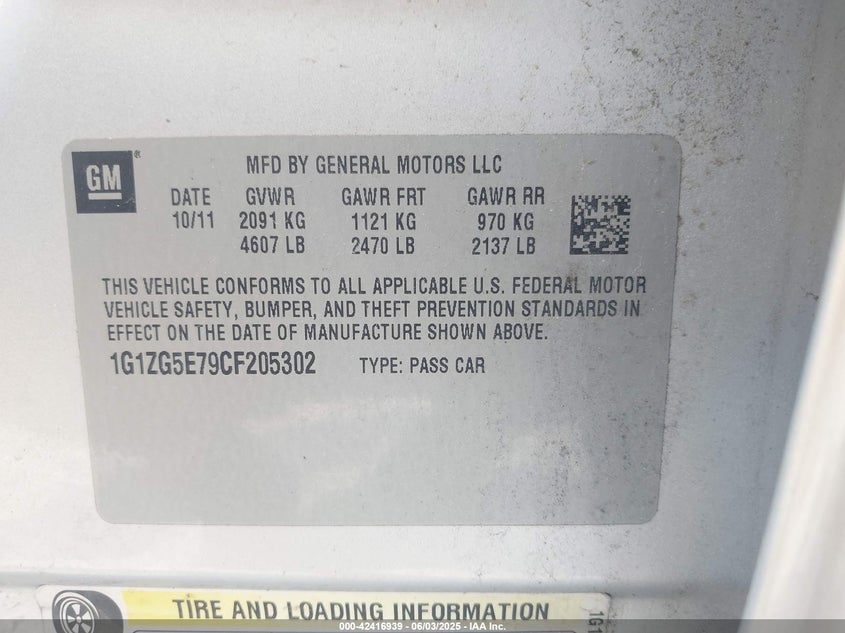 GM
MFD BY GENERAL MOTORS LLC
DATE GVWR GAWR FRT GAWR RR
10/11 2091 KG 1121 KG 970 KG
4607 LB 2470 LB 2137 LB
THIS VEHICLE CONFORMS TO ALL APPLICABLE U.S. FEDERAL MOTOR
VEHICLE SAFETY, BUMPER, AND THEFT PREVENTION STANDARDS IN
EFFECT ON THE DATE OF MANUFACTURE SHOWN ABOVE.
1G1ZG5E79CF205302 TYPE: PASS CAR
TIRE AND LOADING INFORMATION
1G1
000-42416939 - 06/03/2025 - IAA Inc.